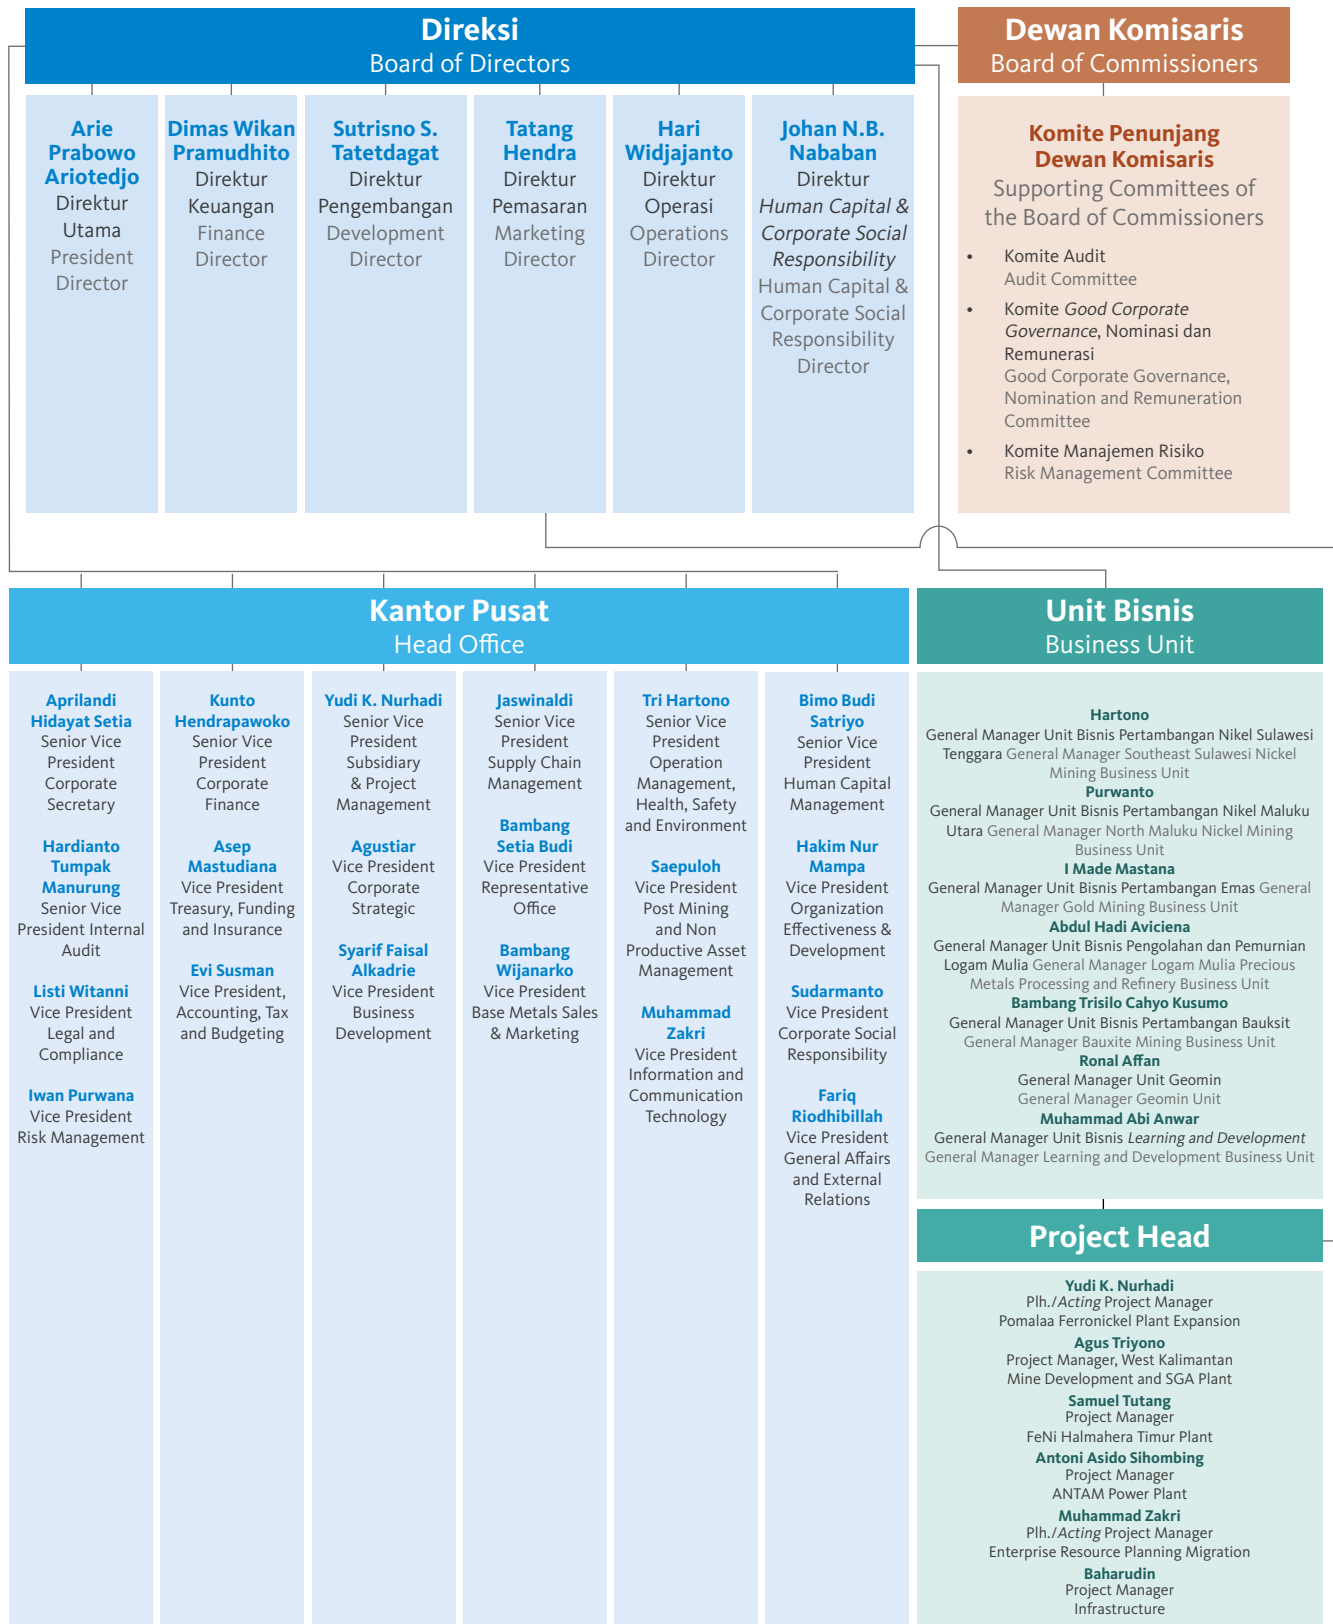 Direksi
Board of Directors
Dewan Komisaris
Board of Commissioners
Arie
Prabowo
Ariotedjo
Direktur
Utama
President
Director
Dimas Wikan
Pramudhito
Direktur
Keuangan
Finance
Director
Sutrisno S.
Tatetdagat
Direktur
Pengembangan
Development
Director
Tatang
Hendra
Direktur
Pemasaran
Marketing
Director
Hari
Widjajanto
Direktur
Operasi
Operations
Director
Johan N.B.
Nababan
Direktur
Human Capital &
Corporate Social
Responsibility
Human Capital &
Corporate Social
Responsibility
Director
Komite Penunjang
Dewan Komisaris
Supporting Committees of
the Board of Commissioners
• Komite Audit
Audit Committee
• Komite Good Corporate
Governance, Nominasi dan
Remunerasi
Good Corporate Governance,
Nomination and Remuneration
Committee
• Komite Manajemen Risiko
Risk Management Committee
Kantor Pusat
Head Office
Aprilandi
Hidayat Setia
Senior Vice
President
Corporate
Secretary
Hardianto
Tumpak
Manurung
Senior Vice
President Internal
Audit
Listi Witanni
Vice President
Legal and
Compliance
Iwan Purwana
Vice President
Risk Management
Kunto
Hendrapawoko
Senior Vice
President
Corporate
Finance
Asep
Mastudiana
Vice President
Treasury, Funding
and Insurance
Evi Susman
Vice President,
Accounting, Tax
and Budgeting
Yudi K. Nurhadi
Senior Vice
President
Subsidiary
& Project
Management
Agustiar
Vice President
Corporate
Strategic
Syarif Faisal
Alkadrie
Vice President
Business
Development
Jaswinaldi
Senior Vice
President
Supply Chain
Management
Bambang
Setia Budi
Vice President
Representative
Office
Bambang
Wijanarko
Vice President
Base Metals Sales
& Marketing
Tri Hartono
Senior Vice
President
Operation
Management,
Health, Safety
and Environment
Saepuloh
Vice President
Post Mining
and Non
Productive Asset
Management
Muhammad
Zakri
Vice President
Information and
Communication
Technology
Bimo Budi
Satriyo
Senior Vice
President
Human Capital
Management
Hakim Nur
Mampa
Vice President
Organization
Effectiveness &
Development
Sudarmanto
Vice President
Corporate Social
Responsibility
Fariq
Riodhibillah
Vice President
General Affairs
and External
Relations
Unit Bisnis
Business Unit
Hartono
General Manager Unit Bisnis Pertambangan Nikel Sulawesi
Tenggara General Manager Southeast Sulawesi Nickel
Mining Business Unit
Purwanto
General Manager Unit Bisnis Pertambangan Nikel Maluku
Utara General Manager North Maluku Nickel Mining
Business Unit
I Made Mastana
General Manager Unit Bisnis Pertambangan Emas General
Manager Gold Mining Business Unit
Abdul Hadi Aviciena
General Manager Unit Bisnis Pengolahan dan Pemurnian
Logam Mulia General Manager Logam Mulia Precious
Metals Processing and Refinery Business Unit
Bambang Trisilo Cahyo Kusumo
General Manager Unit Bisnis Pertambangan Bauksit
General Manager Bauxite Mining Business Unit
Ronal Affan
General Manager Unit Geomin
General Manager Geomin Unit
Muhammad Abi Anwar
General Manager Unit Bisnis Learning and Development
General Manager Learning and Development Business Unit
Project Head
Yudi K. Nurhadi
Plh./Acting Project Manager
Pomalaa Ferronickel Plant Expansion
Agus Triyono
Project Manager, West Kalimantan
Mine Development and SGA Plant
Samuel Tutang
Project Manager
FeNi Halmahera Timur Plant
Antoni Asido Sihombing
Project Manager
ANTAM Power Plant
Muhammad Zakri
Plh./Acting Project Manager
Enterprise Resource Planning Migration
Baharudin
Project Manager
Infrastructure